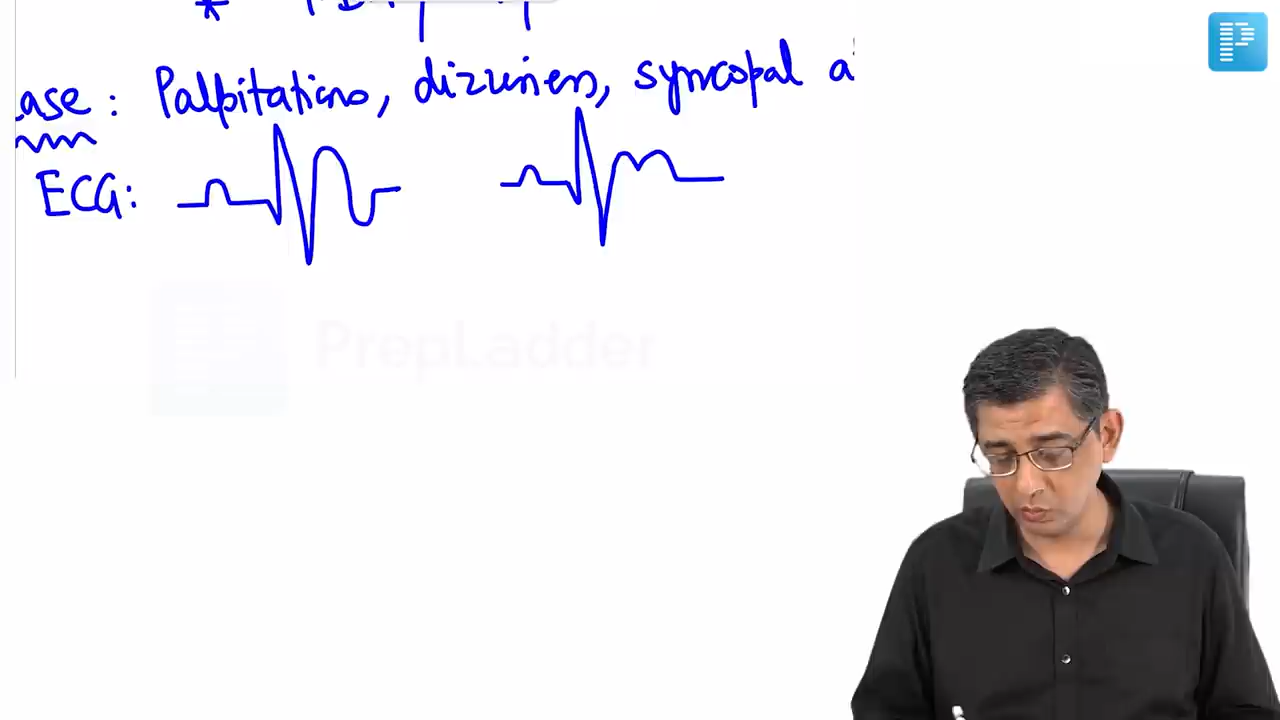 *
ase : Palpitations, dizziness, syncopal a
ECG:
PrepLadder